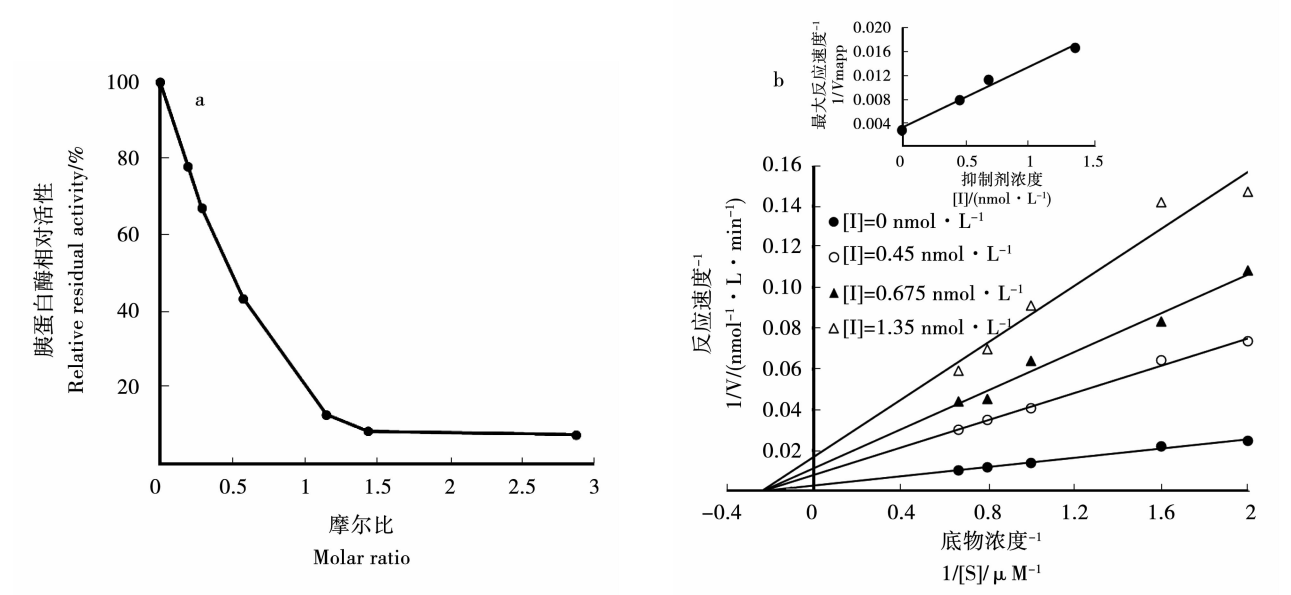 a
胰蛋白酶相对活性
Relative residual activity/%
100
80
60
40
20
0 0.5 1 1.5 2 2.5 3
摩尔比
Molar ratio
b
最大反应速度⁻¹
1/Vmapp
0.020
0.016
0.012
0.008
0.004
0 0.5 1 1.5
抑制剂浓度
[I]/(nmol·L⁻¹)
反应速度⁻¹
1/V/(nmol⁻¹·L·min⁻¹)
0.16
0.14
0.12
0.10
0.08
0.06
0.04
0.02
[I]=0 nmol·L⁻¹
[I]=0.45 nmol·L⁻¹
[I]=0.675 nmol·L⁻¹
[I]=1.35 nmol·L⁻¹
-0.4 0 0.4 0.8 1.2 1.6 2
底物浓度⁻¹
1/[S]/μM⁻¹